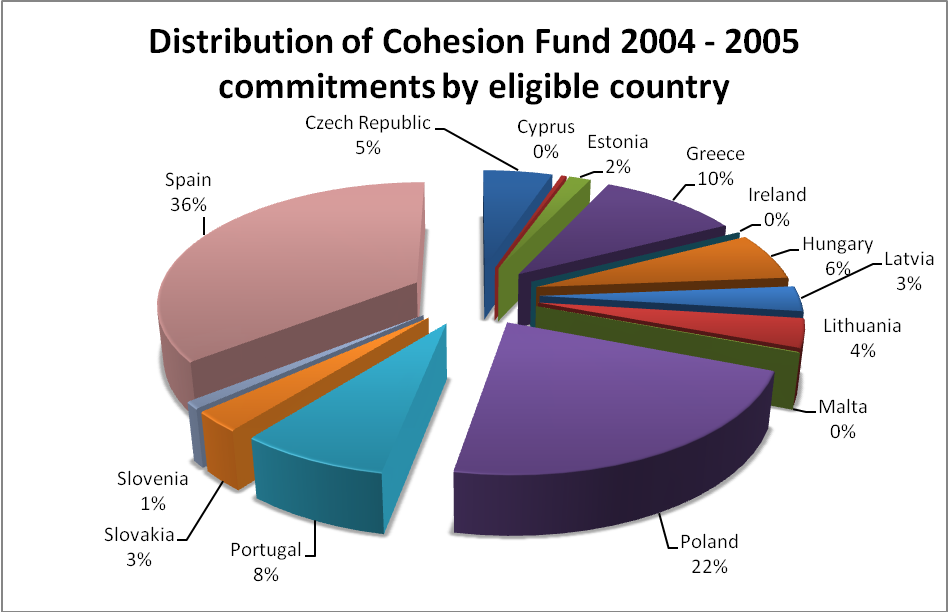 Distribution of Cohesion Fund 2004 - 2005
commitments by eligible country
Czech Republic
5%
Cyprus
0%
Estonia
2%
Greece
10%
Ireland
0%
Hungary
6%
Latvia
3%
Lithuania
4%
Malta
0%
Poland
22%
Portugal
8%
Slovakia
3%
Slovenia
1%
Spain
36%